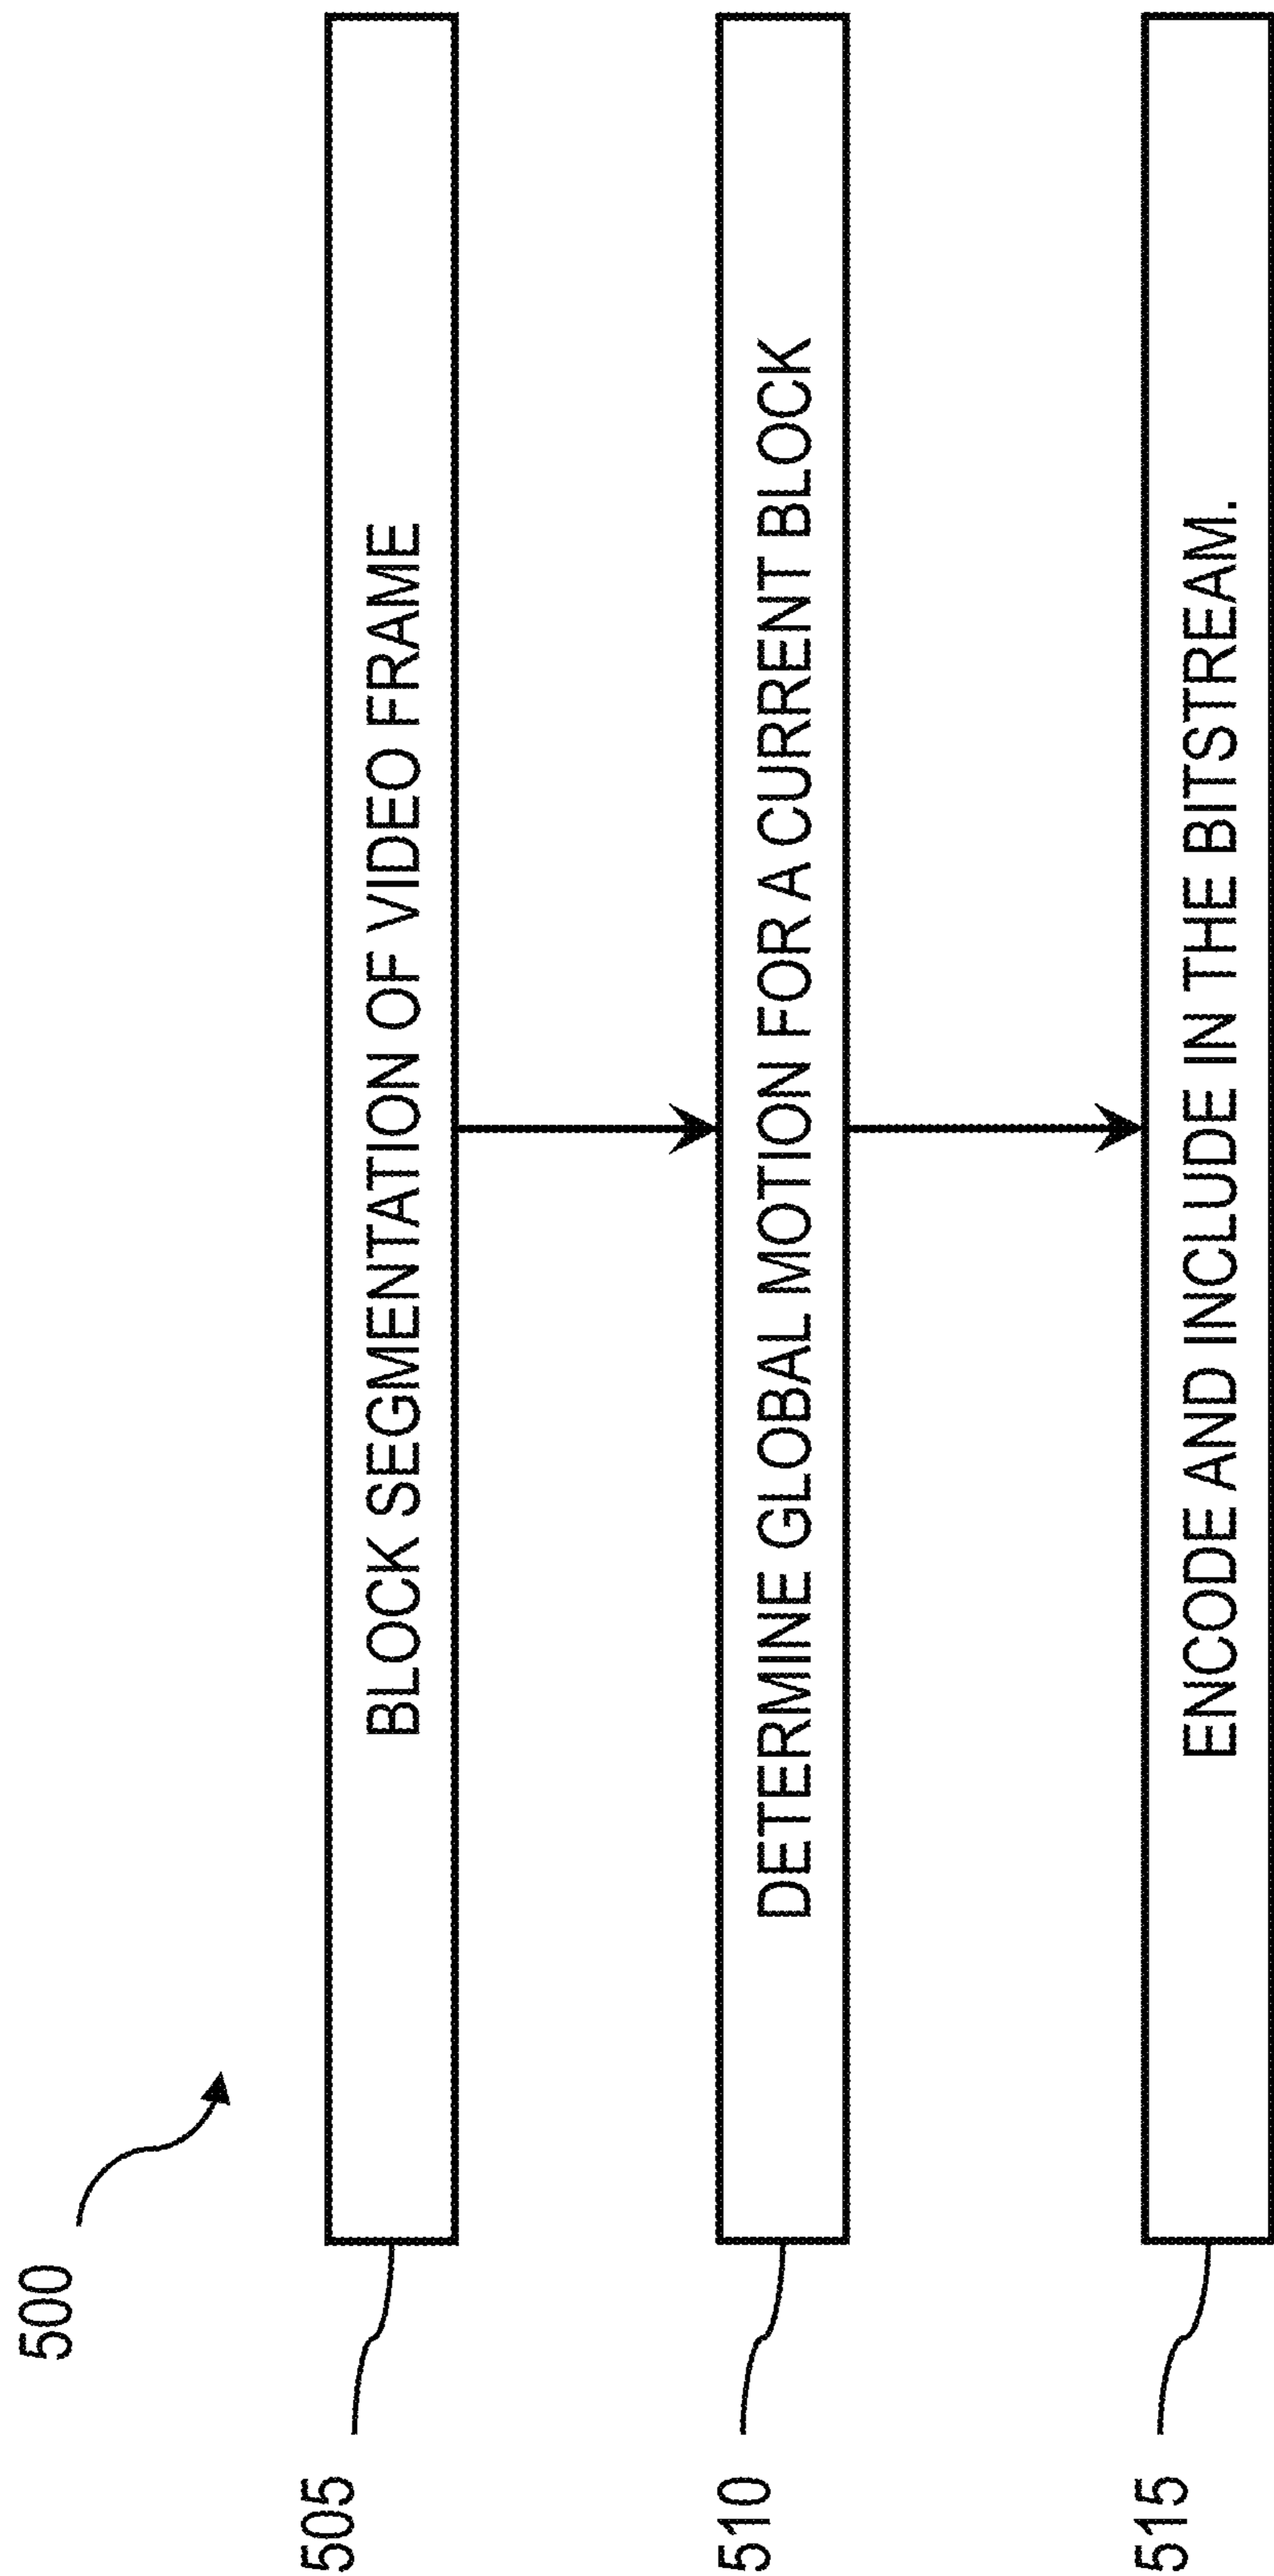 500
505
BLOCK SEGMENTATION OF VIDEO FRAME
510
DETERMINE GLOBAL MOTION FOR A CURRENT BLOCK
515
ENCODE AND INCLUDE IN THE BITSTREAM.